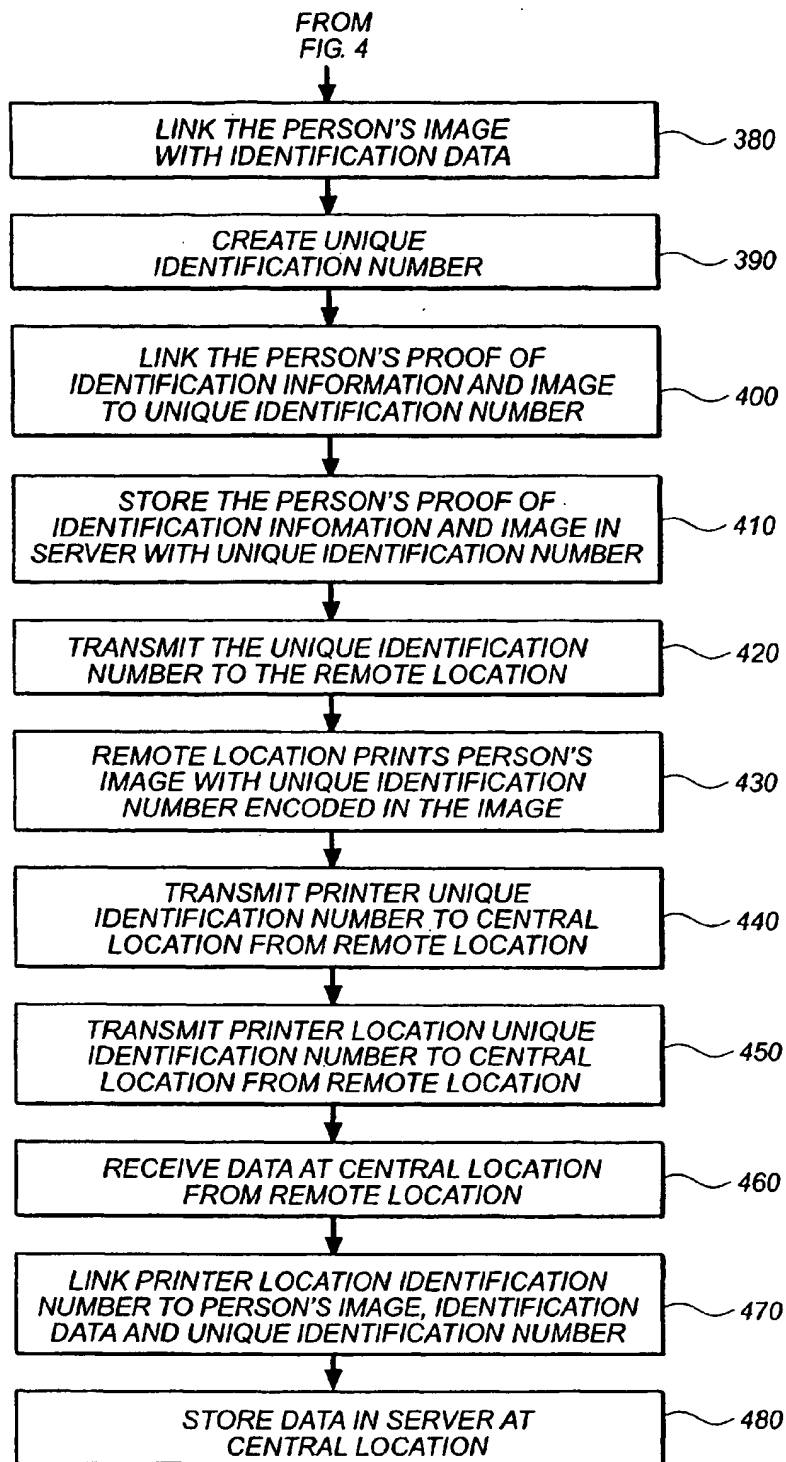 FROM
FIG. 4
LINK THE PERSON'S IMAGE
WITH IDENTIFICATION DATA
380
CREATE UNIQUE
IDENTIFICATION NUMBER
390
LINK THE PERSON'S PROOF OF
IDENTIFICATION INFORMATION AND IMAGE
TO UNIQUE IDENTIFICATION NUMBER
400
STORE THE PERSON'S PROOF OF
IDENTIFICATION INFOMATION AND IMAGE IN
SERVER WITH UNIQUE IDENTIFICATION NUMBER
410
TRANSMIT THE UNIQUE IDENTIFICATION
NUMBER TO THE REMOTE LOCATION
420
REMOTE LOCATION PRINTS PERSON'S
IMAGE WITH UNIQUE IDENTIFICATION
NUMBER ENCODED IN THE IMAGE
430
TRANSMIT PRINTER UNIQUE
IDENTIFICATION NUMBER TO CENTRAL
LOCATION FROM REMOTE LOCATION
440
TRANSMIT PRINTER LOCATION UNIQUE
IDENTIFICATION NUMBER TO CENTRAL
LOCATION FROM REMOTE LOCATION
450
RECEIVE DATA AT CENTRAL LOCATION
FROM REMOTE LOCATION
460
LINK PRINTER LOCATION IDENTIFICATION
NUMBER TO PERSON'S IMAGE, IDENTIFICATION
DATA AND UNIQUE IDENTIFICATION NUMBER
470
STORE DATA IN SERVER AT
CENTRAL LOCATION
480